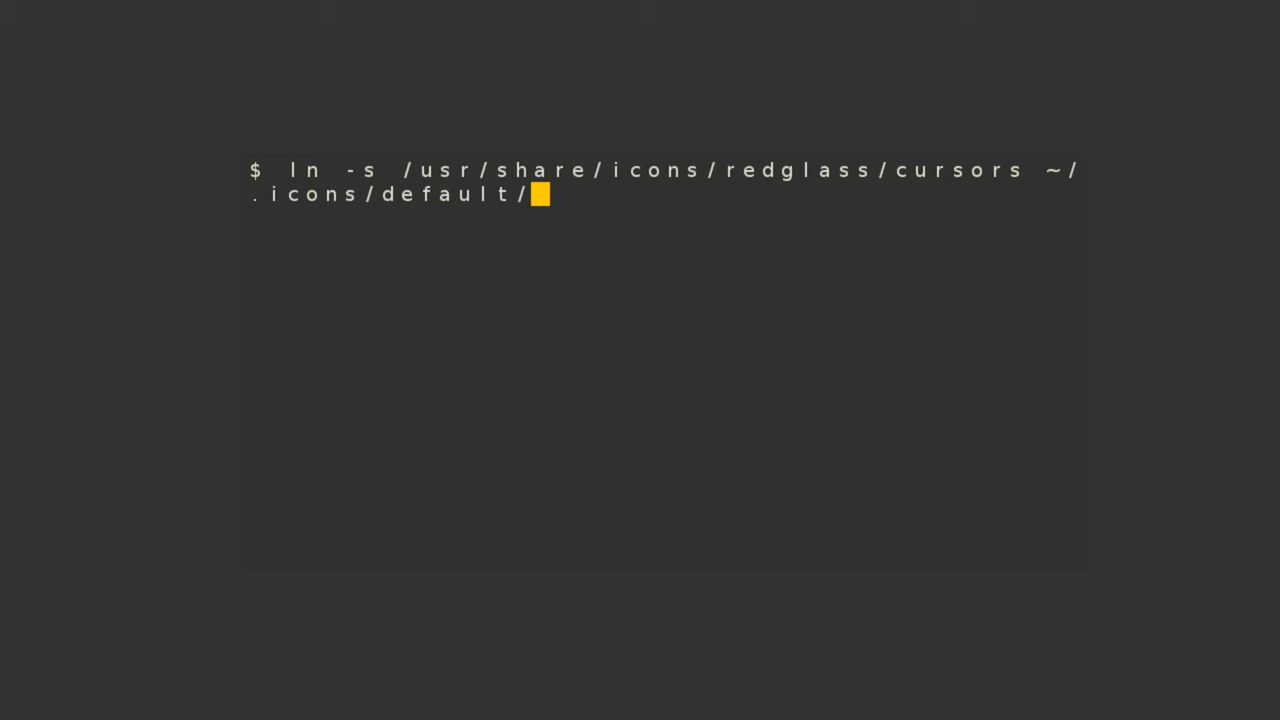 $ ln -s /usr/share/icons/redglass/cursors ~/
.icons/default/